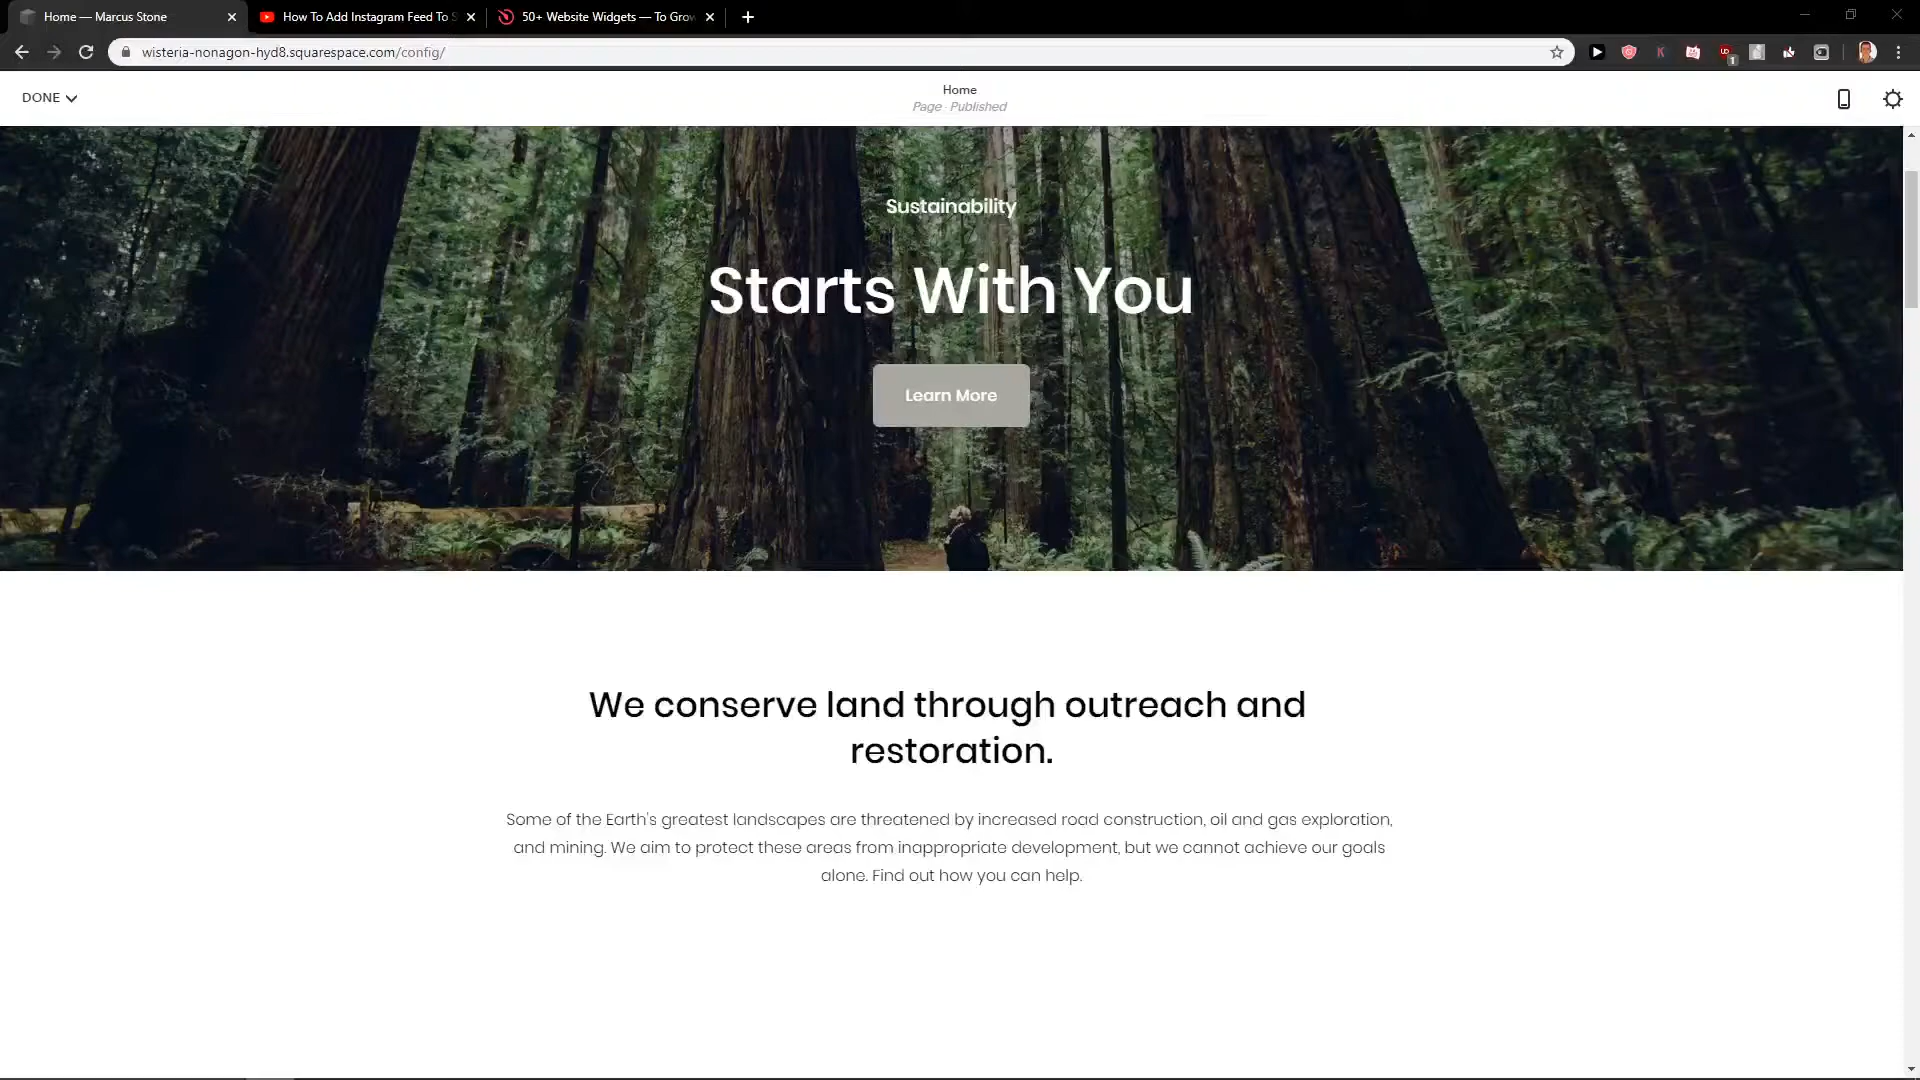 Home — Marcus Stone
How To Add Instagram Feed To S
50+ Website Widgets — To Grow
wisteria-nonagon-hyd8.squarespace.com/config/
DONE
Home
Page · Published
Sustainability
Starts With You
Learn More
We conserve land through outreach and
restoration.
Some of the Earth's greatest landscapes are threatened by increased road construction, oil and gas exploration,
and mining. We aim to protect these areas from inappropriate development, but we cannot achieve our goals
alone. Find out how you can help.